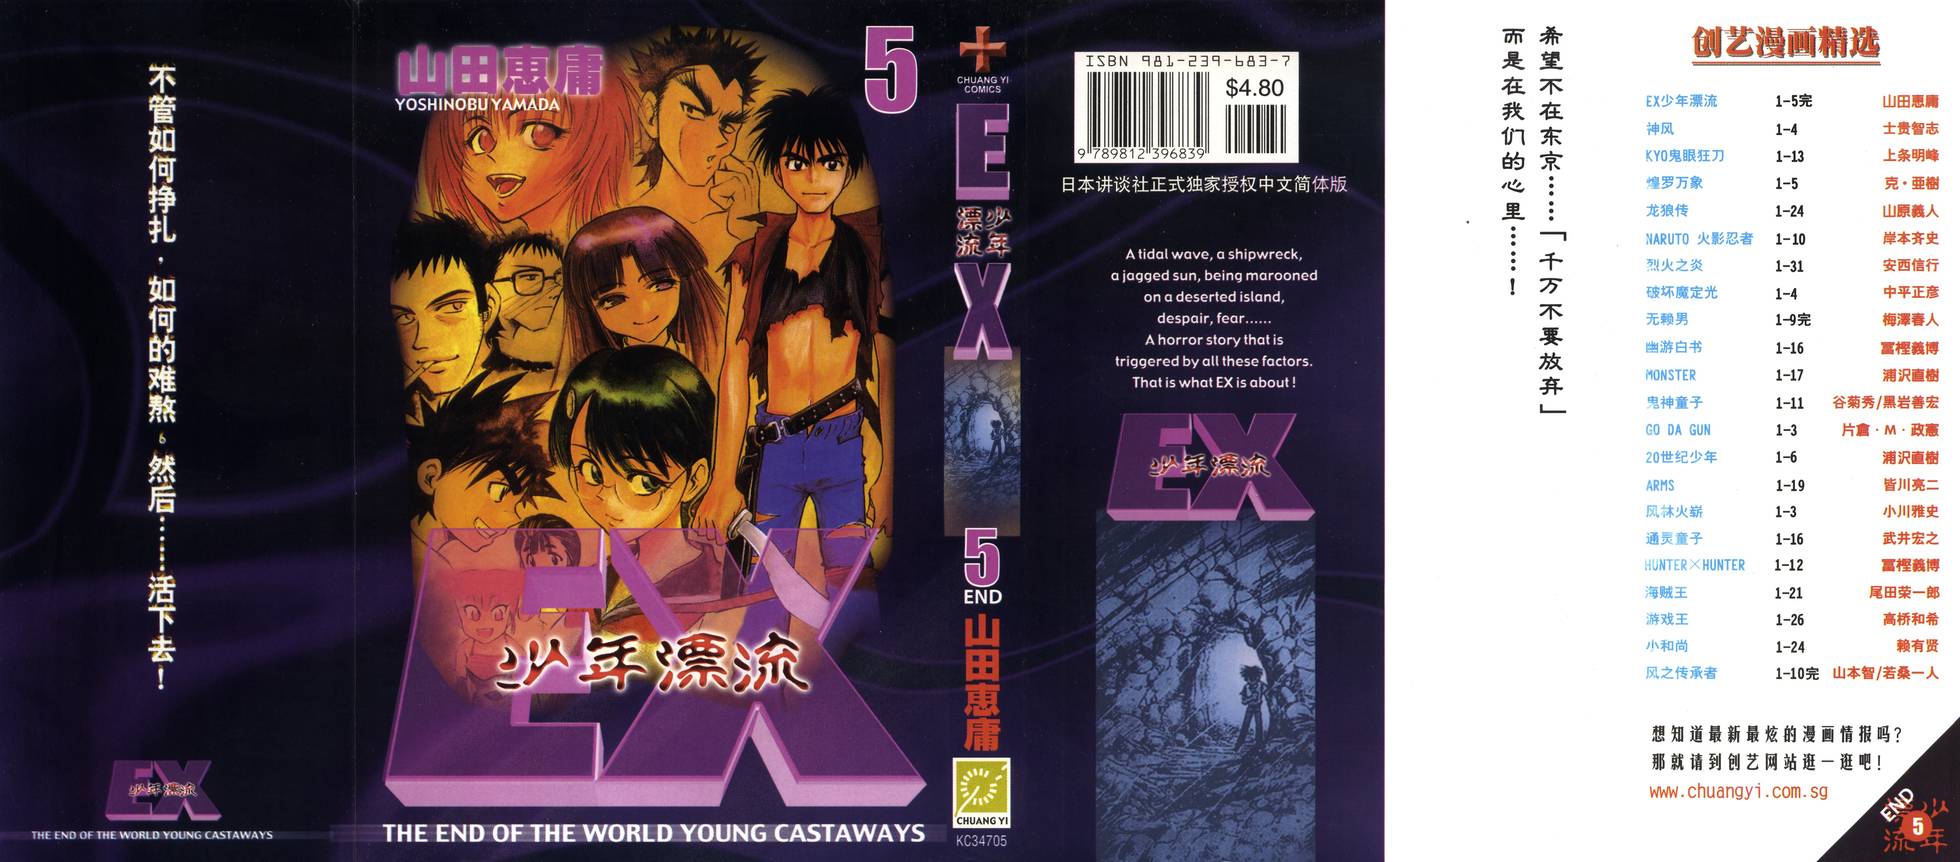 不管如何挣扎,如何的难熬。然后……活下去!
EX
少年漂流
THE END OF THE WORLD YOUNG CASTAWAYS
山田恵庸
YOSHINOBU YAMADA
5
EX
少年漂流
THE END OF THE WORLD YOUNG CASTAWAYS
CHUANG YI
COMICS
E
少年
漂流
X
5
END
山田恵庸
CHUANG YI
KC34705
ISBN 981-239-683-7
$4.80
9 789812 396839
日本讲谈社正式独家授权中文简体版
A tidal wave, a shipwreck,
a jagged sun, being marooned
on a deserted island,
despair, fear......
A horror story that is
triggered by all these factors.
That is what EX is about!
EX
少年漂流
希望不在东京……「千万不要放弃」
而是在我们的心里……!
创艺漫画精选
EX少年漂流 1-5完 山田恵庸
神风 1-4 士贵智志
KYO鬼眼狂刀 1-13 上条明峰
煌罗万象 1-5 克·亜樹
龙狼传 1-24 山原義人
NARUTO 火影忍者 1-10 岸本齐史
烈火之炎 1-31 安西信行
破坏魔定光 1-4 中平正彦
无赖男 1-9完 梅澤春人
幽游白书 1-16 冨樫義博
MONSTER 1-17 浦沢直樹
鬼神童子 1-11 谷菊秀/黒岩善宏
GO DA GUN 1-3 片倉·M·政憲
20世纪少年 1-6 浦沢直樹
ARMS 1-19 皆川亮二
风林火崭 1-3 小川雅史
通灵童子 1-16 武井宏之
HUNTER×HUNTER 1-12 冨樫義博
海贼王 1-21 尾田荣一郎
游戏王 1-26 高桥和希
小和尚 1-24 赖有贤
风之传承者 1-10完 山本智/若桑一人
想知道最新最炫的漫画情报吗?
那就请到创艺网站逛一逛吧!
www.chuangyi.com.sg
END
5
少年
漂流